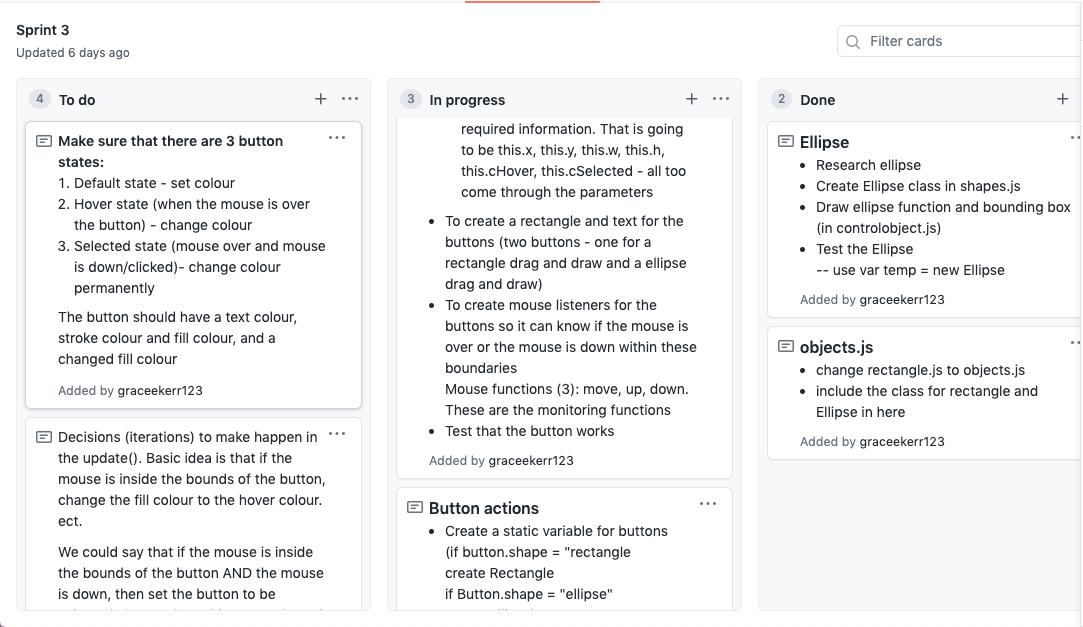 Sprint 3
Updated 6 days ago
Filter cards
4 To do
Make sure that there are 3 button
states:
1. Default state - set colour
2. Hover state (when the mouse is over
the button) - change colour
3. Selected state (mouse over and mouse
is down/clicked)- change colour
permanently
The button should have a text colour,
stroke colour and fill colour, and a
changed fill colour
Added by graceekerr123
Decisions (iterations) to make happen in
the update(). Basic idea is that if the
mouse is inside the bounds of the button,
change the fill colour to the hover colour.
ect.
We could say that if the mouse is inside
the bounds of the button AND the mouse
is down, then set the button to be
3 In progress
required information. That is going
to be this.x, this.y, this.w, this.h,
this.cHover, this.cSelected - all too
come through the parameters
• To create a rectangle and text for the
buttons (two buttons - one for a
rectangle drag and draw and a ellipse
drag and draw)
• To create mouse listeners for the
buttons so it can know if the mouse is
over or the mouse is down within these
boundaries
Mouse functions (3): move, up, down.
These are the monitoring functions
• Test that the button works
Added by graceekerr123
Button actions
• Create a static variable for buttons
(if button.shape = "rectangle
create Rectangle
if Button.shape = "ellipse"
2 Done
Ellipse
• Research ellipse
• Create Ellipse class in shapes.js
• Draw ellipse function and bounding box
(in controlobject.js)
• Test the Ellipse
-- use var temp = new Ellipse
Added by graceekerr123
objects.js
• change rectangle.js to objects.js
• include the class for rectangle and
Ellipse in here
Added by graceekerr123